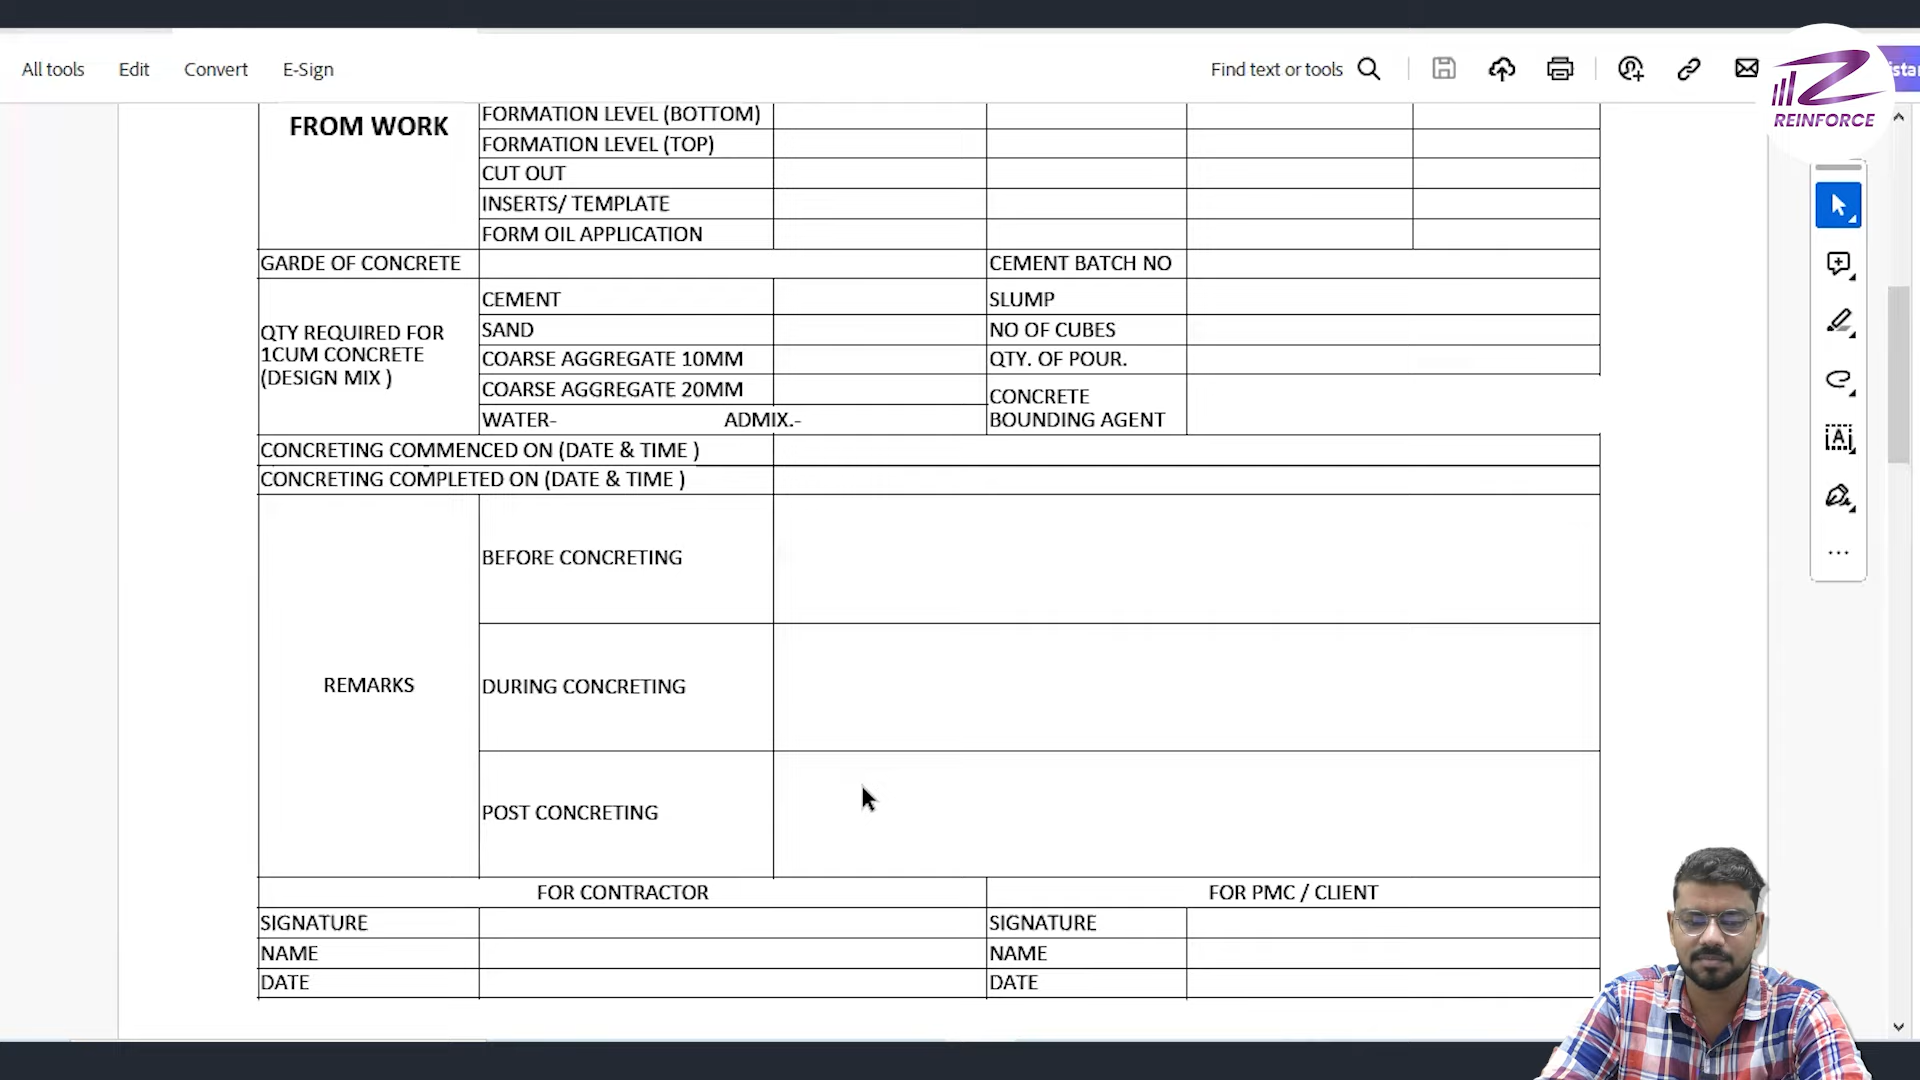 All tools Edit Convert E-Sign Find text or tools
REINFORCE
FROM WORK
FORMATION LEVEL (BOTTOM)
FORMATION LEVEL (TOP)
CUT OUT
INSERTS/ TEMPLATE
FORM OIL APPLICATION
GARDE OF CONCRETE CEMENT BATCH NO
QTY REQUIRED FOR
1CUM CONCRETE
(DESIGN MIX )
CEMENT SLUMP
SAND NO OF CUBES
COARSE AGGREGATE 10MM QTY. OF POUR.
COARSE AGGREGATE 20MM CONCRETE
BOUNDING AGENT
WATER- ADMIX.-
CONCRETING COMMENCED ON (DATE & TIME )
CONCRETING COMPLETED ON (DATE & TIME )
REMARKS
BEFORE CONCRETING
DURING CONCRETING
POST CONCRETING
FOR CONTRACTOR FOR PMC / CLIENT
SIGNATURE SIGNATURE
NAME NAME
DATE DATE